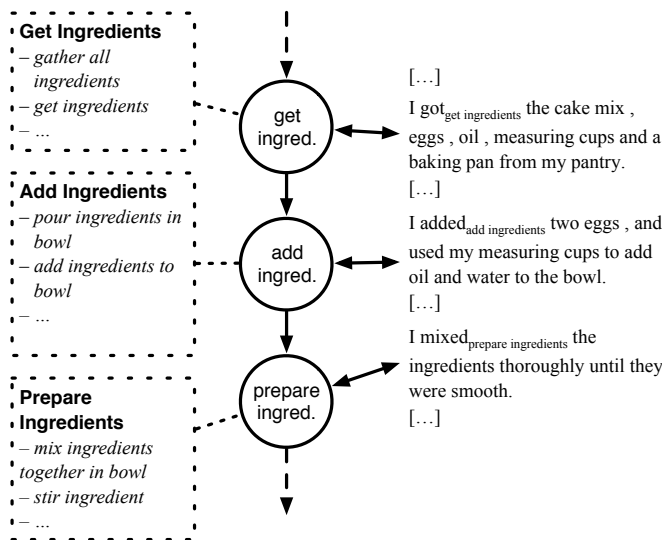 Get Ingredients
– gather all
ingredients
– get ingredients
– ...
Add Ingredients
– pour ingredients in
bowl
– add ingredients to
bowl
– ...
Prepare
Ingredients
– mix ingredients
together in bowl
– stir ingredient
– ...
get
ingred.
add
ingred.
prepare
ingred.
[...]
I got get ingredients the cake mix ,
eggs , oil , measuring cups and a
baking pan from my pantry.
[...]
I added add ingredients two eggs , and
used my measuring cups to add
oil and water to the bowl.
[...]
I mixed prepare ingredients the
ingredients thoroughly until they
were smooth.
[...]